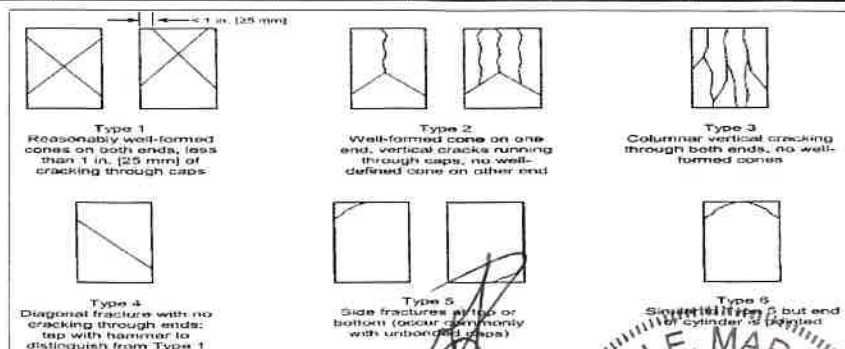 < 1 in. [25 mm]
Type 1
Reasonably well-formed
cones on both ends, less
than 1 in. [25 mm] of
cracking through caps
Type 2
Well-formed cone on one
end, vertical cracks running
through caps, no well-
defined cone on other end
Type 3
Columnar vertical cracking
through both ends, no well-
formed cones
Type 4
Diagonal fracture with no
cracking through ends;
tap with hammer to
distinguish from Type 1
Type 5
Side fractures at top or
bottom (occur commonly
with unbonded caps)
Type 6
Similar to Type 5 but end
of cylinder is pointed